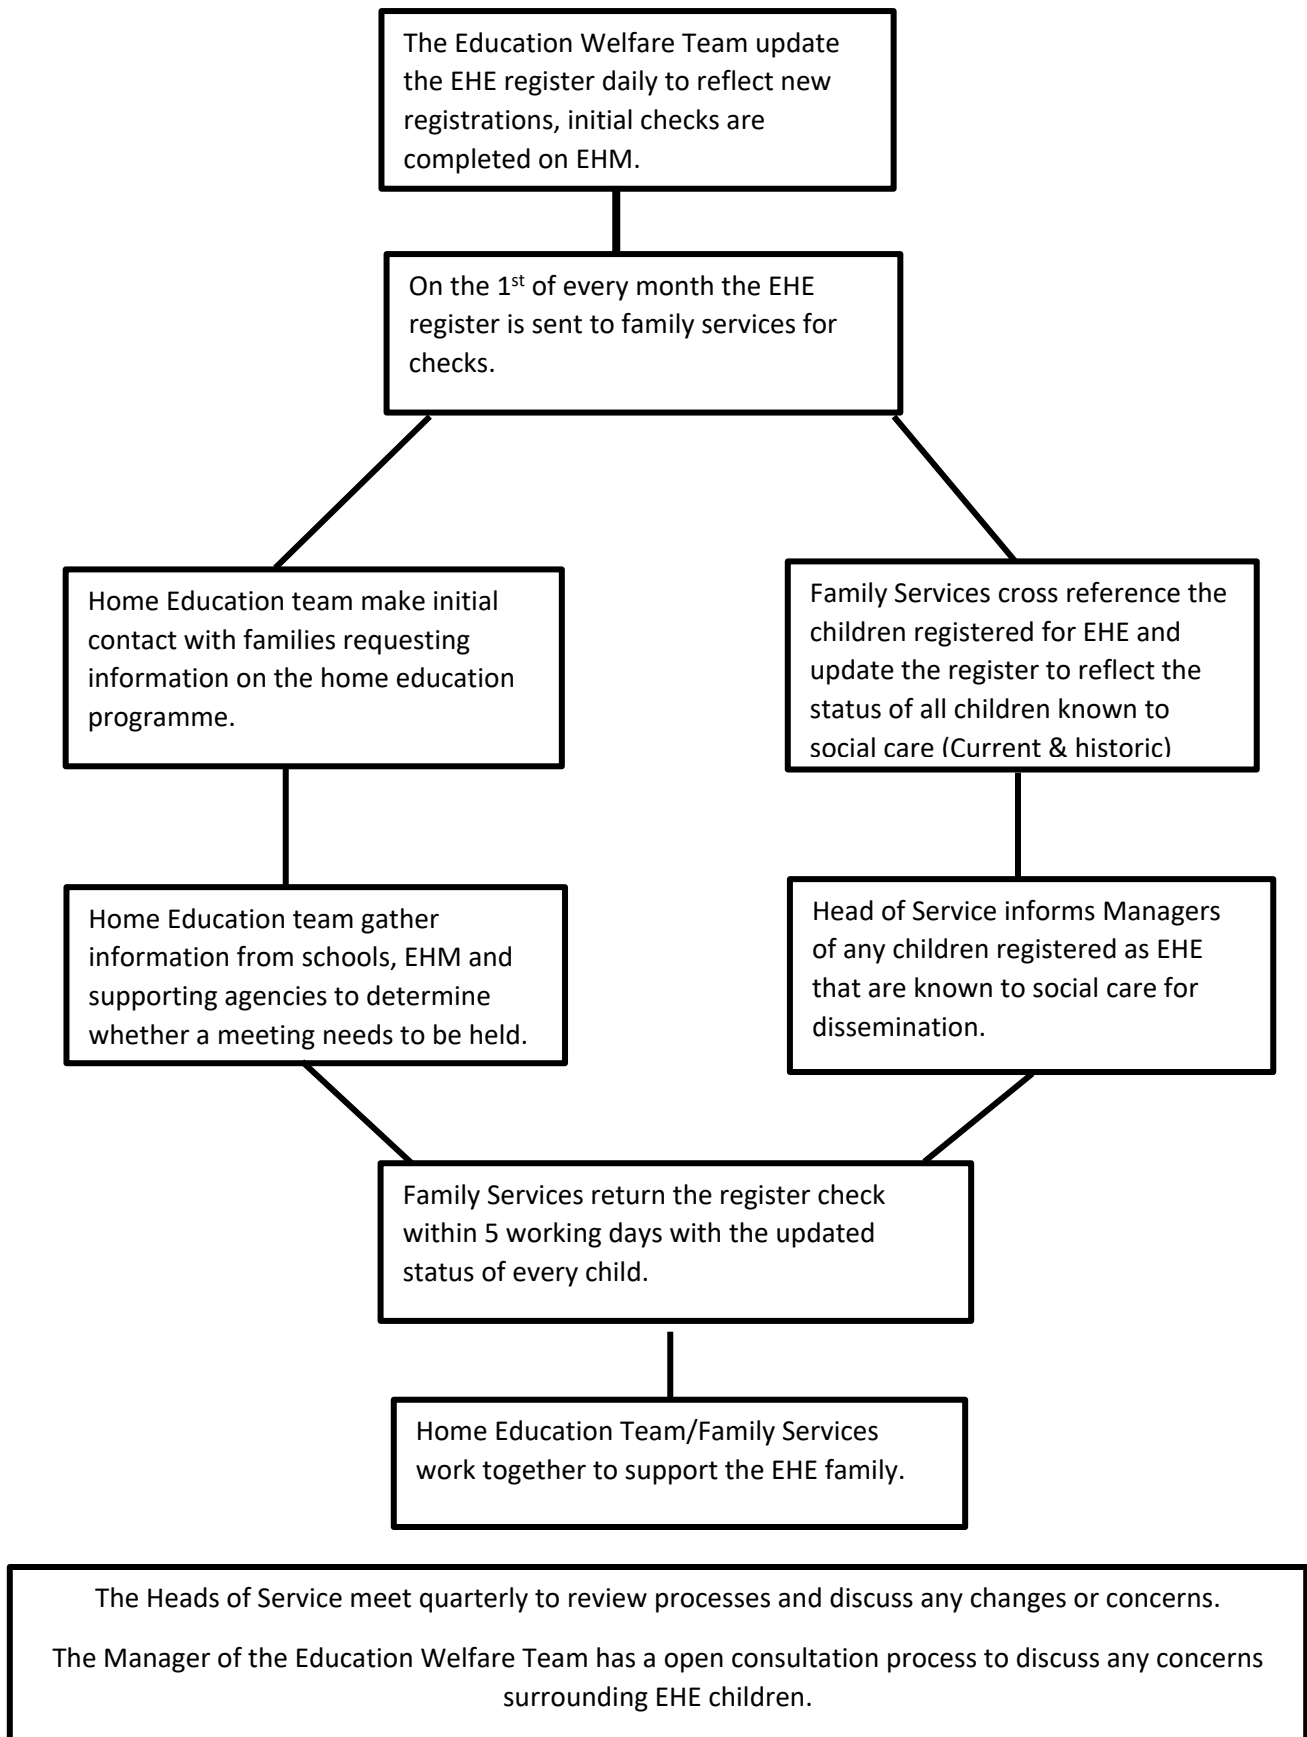 The Education Welfare Team update
the EHE register daily to reflect new
registrations, initial checks are
completed on EHM.
On the 1st of every month the EHE
register is sent to family services for
checks.
Home Education team make initial
contact with families requesting
information on the home education
programme.
Family Services cross reference the
children registered for EHE and
update the register to reflect the
status of all children known to
social care (Current & historic)
Home Education team gather
information from schools, EHM and
supporting agencies to determine
whether a meeting needs to be held.
Head of Service informs Managers
of any children registered as EHE
that are known to social care for
dissemination.
Family Services return the register check
within 5 working days with the updated
status of every child.
Home Education Team/Family Services
work together to support the EHE family.
The Heads of Service meet quarterly to review processes and discuss any changes or concerns.
The Manager of the Education Welfare Team has a open consultation process to discuss any concerns
surrounding EHE children.